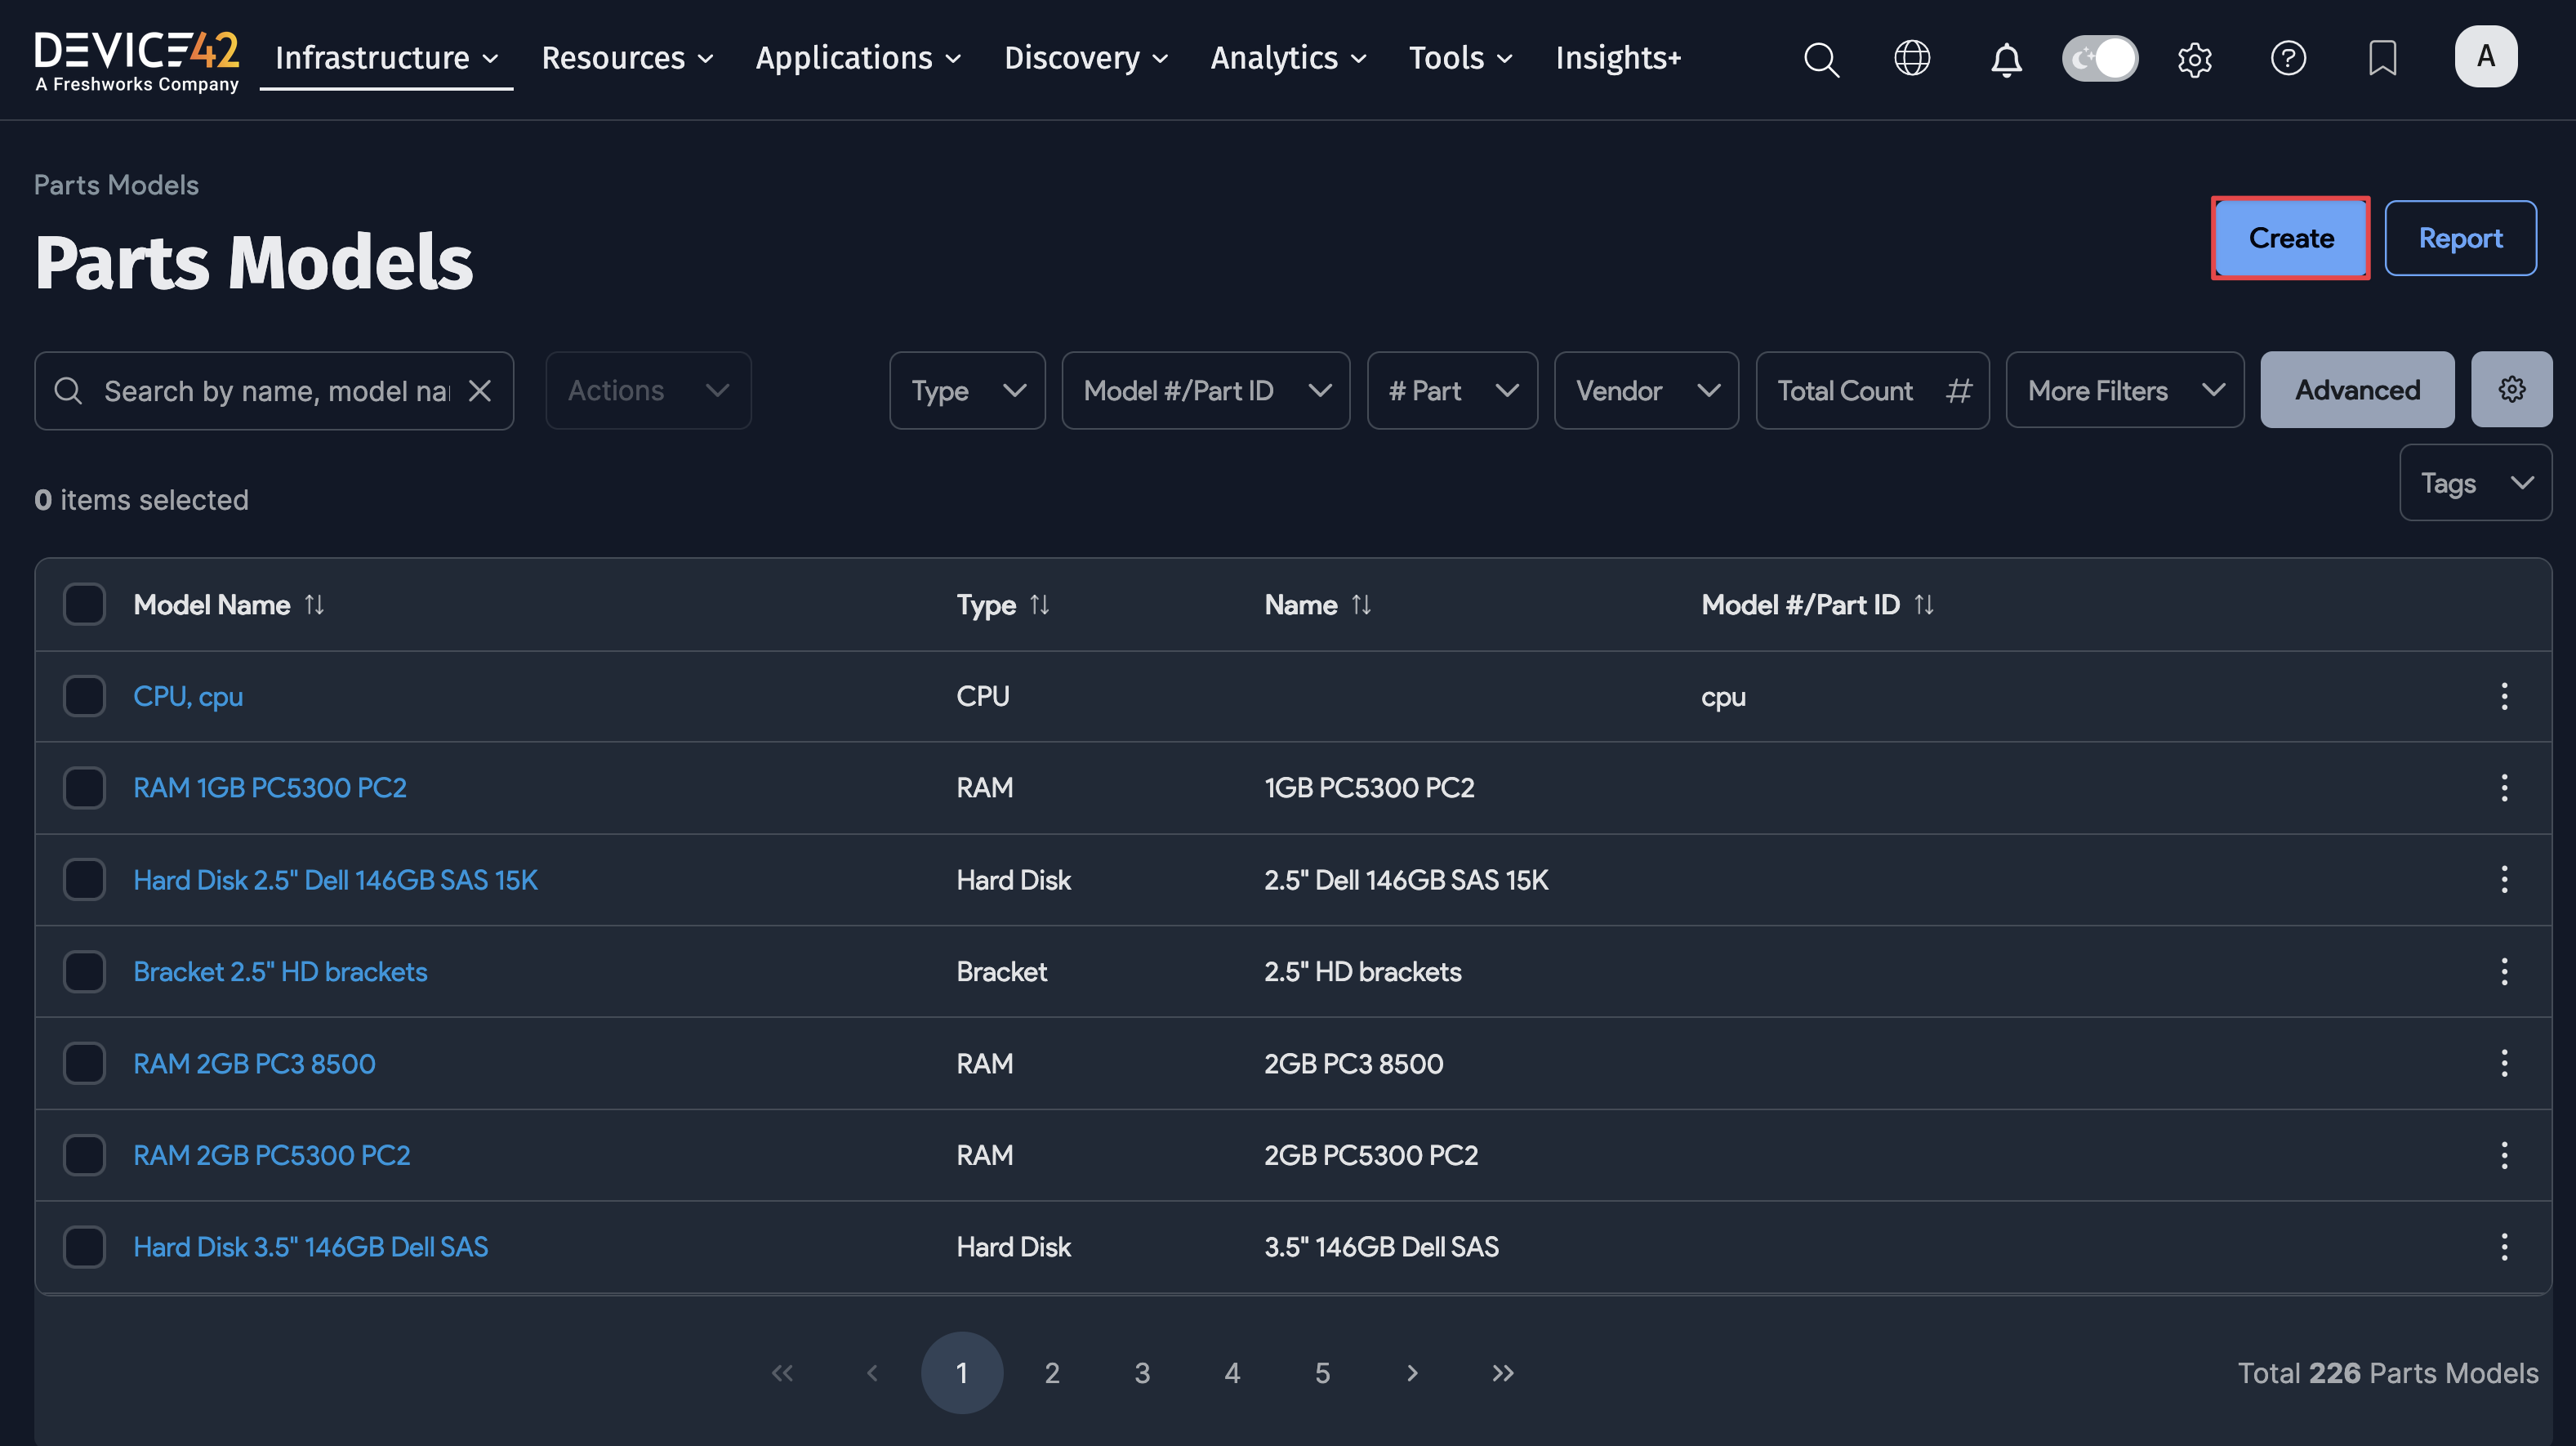 DEVICE42
A Freshworks Company
Infrastructure Resources Applications Discovery Analytics Tools Insights+
A
Parts Models
Parts Models
Create Report
Search by name, model na Actions Type Model #/Part ID # Part Vendor Total Count # More Filters Advanced
Tags
0 items selected
Model Name Type Name Model #/Part ID
CPU, cpu CPU cpu
RAM 1GB PC5300 PC2 RAM 1GB PC5300 PC2
Hard Disk 2.5" Dell 146GB SAS 15K Hard Disk 2.5" Dell 146GB SAS 15K
Bracket 2.5" HD brackets Bracket 2.5" HD brackets
RAM 2GB PC3 8500 RAM 2GB PC3 8500
RAM 2GB PC5300 PC2 RAM 2GB PC5300 PC2
Hard Disk 3.5" 146GB Dell SAS Hard Disk 3.5" 146GB Dell SAS
« ‹ 1 2 3 4 5 › » Total 226 Parts Models